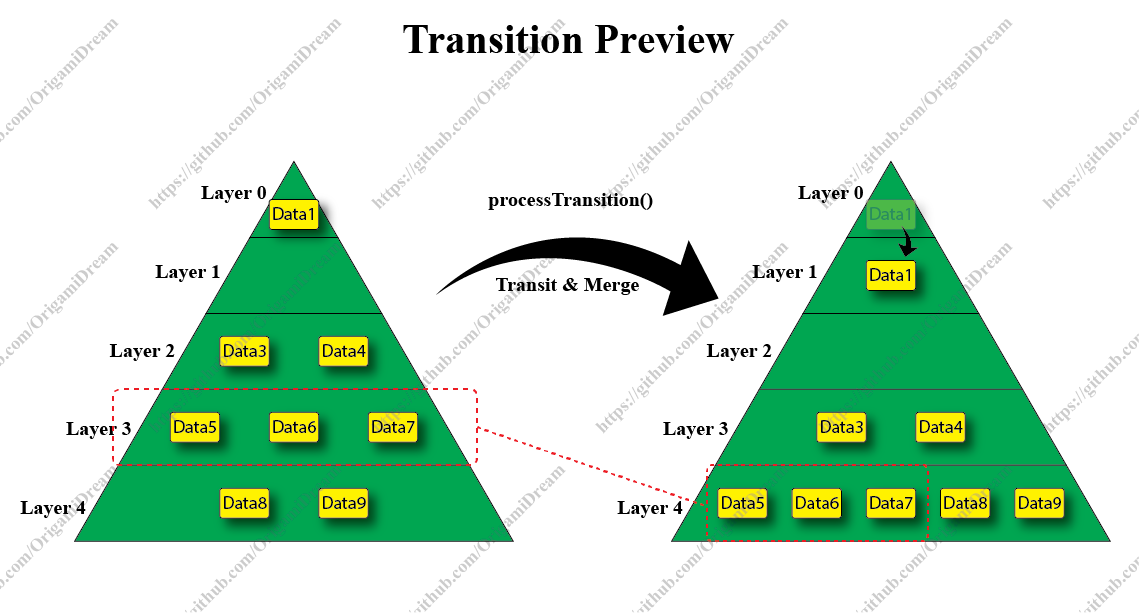 Transition Preview
Layer 0
Data1
Layer 1
Layer 2
Data3 Data4
Layer 3
Data5 Data6 Data7
Layer 4
Data8 Data9
processTransition()
Transit & Merge
Layer 0
Data1
Layer 1
Data1
Layer 2
Layer 3
Data3 Data4
Layer 4
Data5 Data6 Data7 Data8 Data9
https://github.com/OrigamiDream